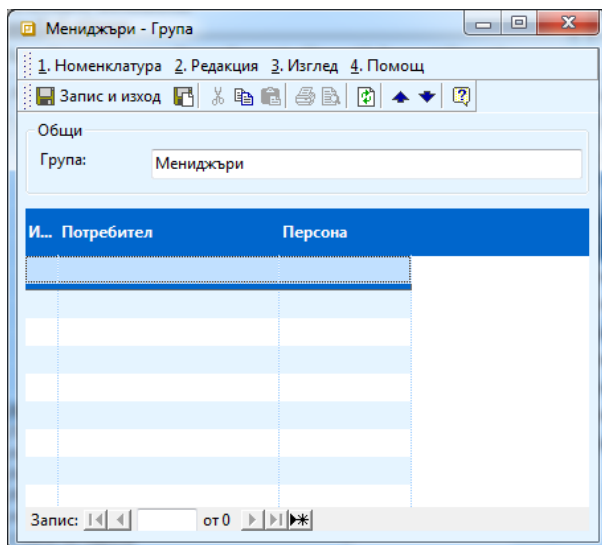 Мениджъри - Група
1. Номенклатура 2. Редакция 3. Изглед 4. Помощ
Запис и изход
Общи
Група: Мениджъри
И... Потребител Персона
Запис: от 0